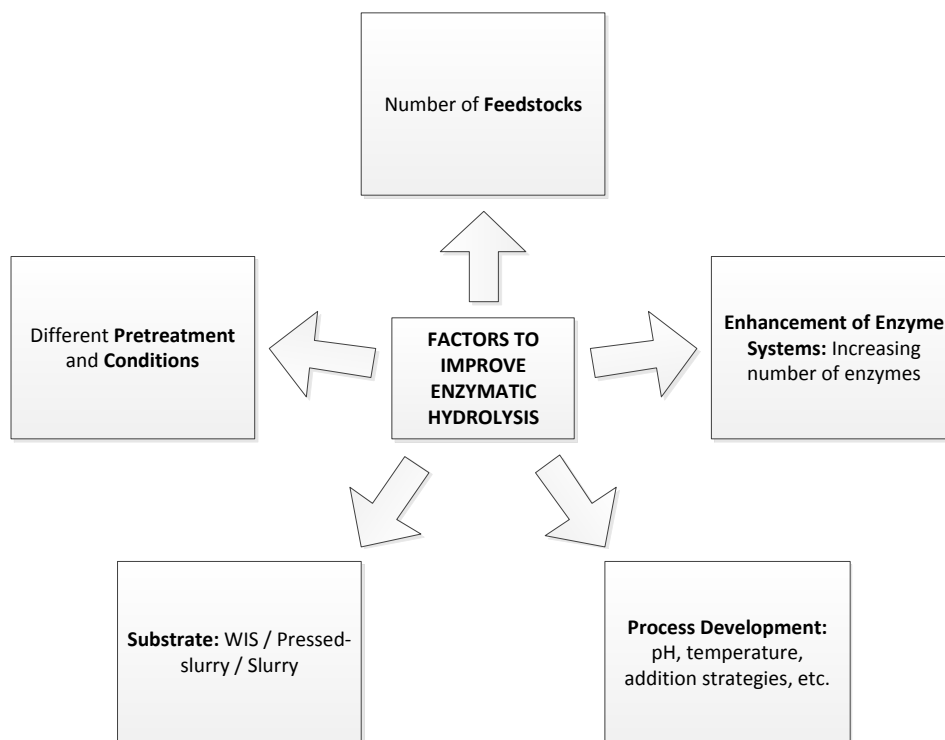 Number of Feedstocks
Different Pretreatment
and Conditions
FACTORS TO
IMPROVE
ENZYMATIC
HYDROLYSIS
Enhancement of Enzyme
Systems: Increasing
number of enzymes
Substrate: WIS / Pressed-
slurry / Slurry
Process Development:
pH, temperature,
addition strategies, etc.